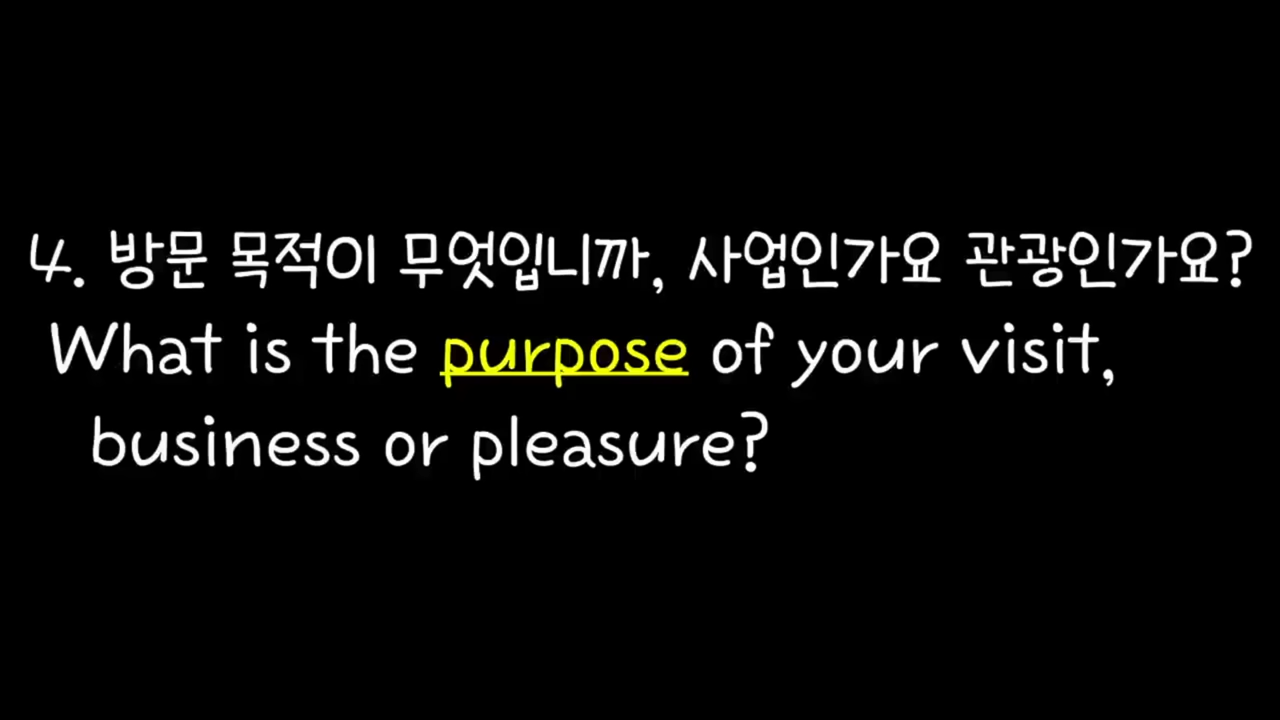 4. 방문 목적이 무엇입니까, 사업인가요 관광인가요?
What is the purpose of your visit,
business or pleasure?